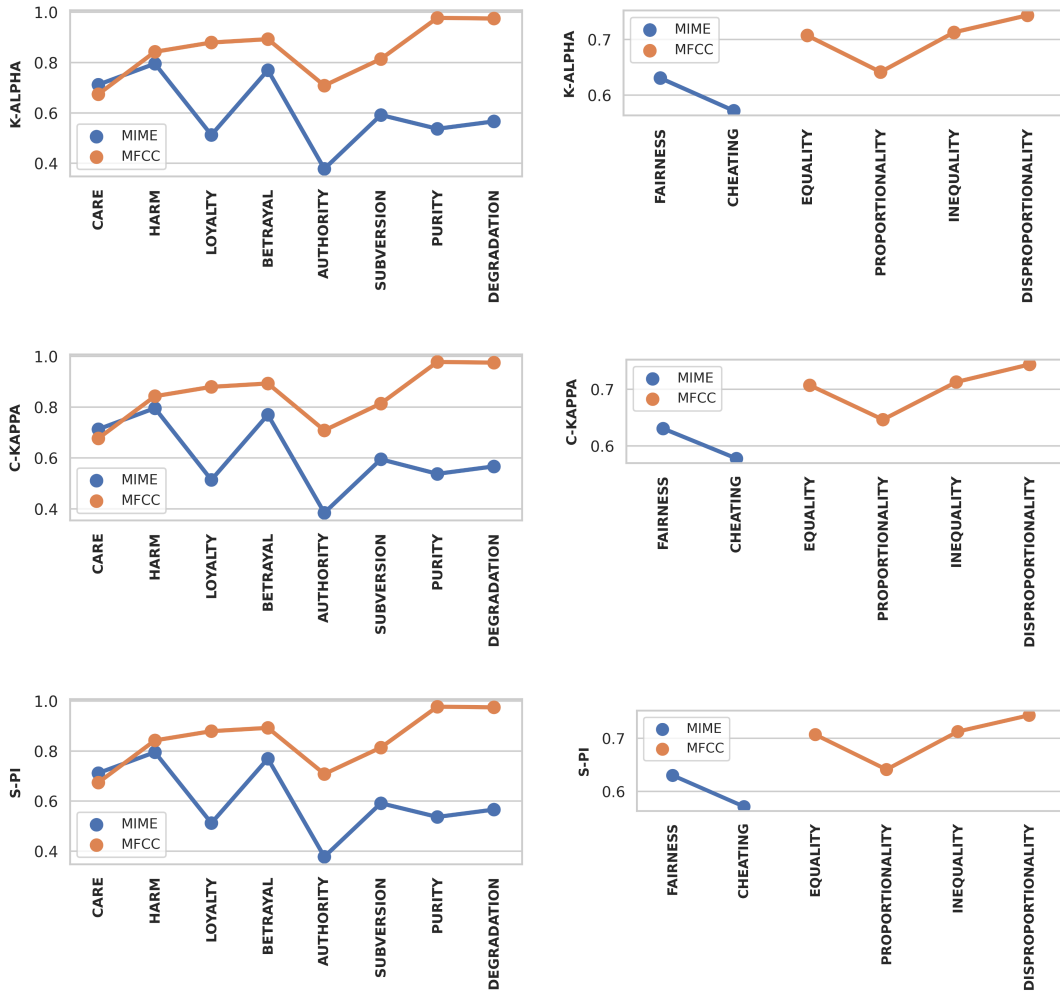 1.0
0.8
0.6
0.4
K-ALPHA
MIME
MFCC
CARE
HARM
LOYALTY
BETRAYAL
AUTHORITY
SUBVERSION
PURITY
DEGRADATION
0.7
0.6
K-ALPHA
MIME
MFCC
FAIRNESS
CHEATING
EQUALITY
PROPORTIONALITY
INEQUALITY
DISPROPORTIONALITY
1.0
0.8
0.6
0.4
C-KAPPA
MIME
MFCC
CARE
HARM
LOYALTY
BETRAYAL
AUTHORITY
SUBVERSION
PURITY
DEGRADATION
0.7
0.6
C-KAPPA
MIME
MFCC
FAIRNESS
CHEATING
EQUALITY
PROPORTIONALITY
INEQUALITY
DISPROPORTIONALITY
1.0
0.8
0.6
0.4
S-PI
MIME
MFCC
CARE
HARM
LOYALTY
BETRAYAL
AUTHORITY
SUBVERSION
PURITY
DEGRADATION
0.7
0.6
S-PI
MIME
MFCC
FAIRNESS
CHEATING
EQUALITY
PROPORTIONALITY
INEQUALITY
DISPROPORTIONALITY